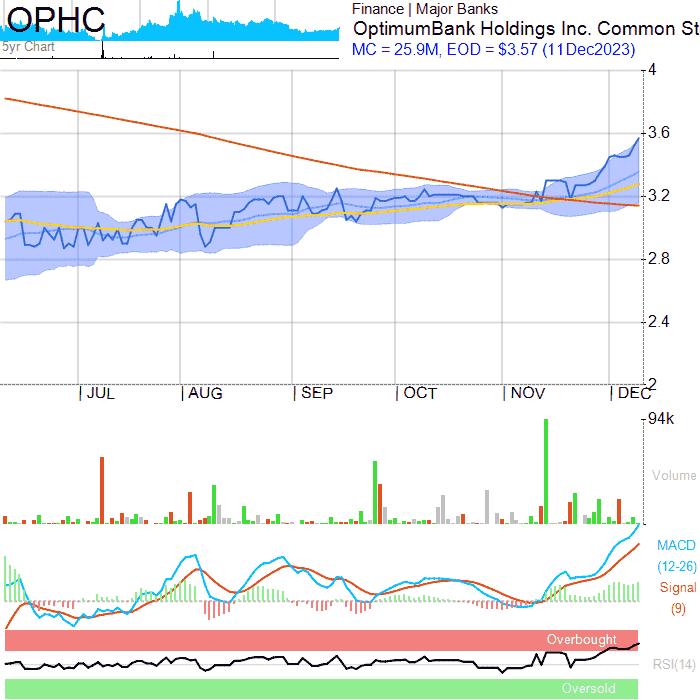 OPHC
5yr Chart
Finance | Major Banks
OptimumBank Holdings Inc. Common St
MC = 25.9M, EOD = $3.57 (11Dec2023)
4
3.6
3.2
2.8
2.4
2
JUL AUG SEP OCT NOV DEC
94k
Volume
MACD
(12-26)
Signal
(9)
Overbought
RSI(14)
Oversold